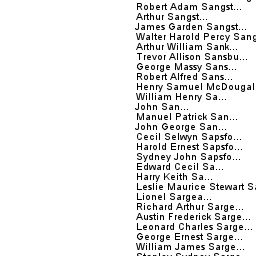 Robert Adam Sangst...
Arthur Sangst...
James Garden Sangst...
Walter Harold Percy Sang
Arthur William Sank...
Trevor Allison Sansbu...
George Massy Sans...
Robert Alfred Sans...
Henry Samuel McDougal
William Henry Sa...
John San...
Manuel Patrick San...
John George San...
Cecil Selwyn Sapsfo...
Harold Ernest Sapsfo...
Sydney John Sapsfo...
Edward Cecil Sa...
Harry Keith Sa...
Leslie Maurice Stewart S
Lionel Sargea...
Richard Arthur Sarge...
Austin Frederick Sarge...
Leonard Charles Sarge...
George Ernest Sarge...
William James Sarge...
Stanley Sydney Sarge